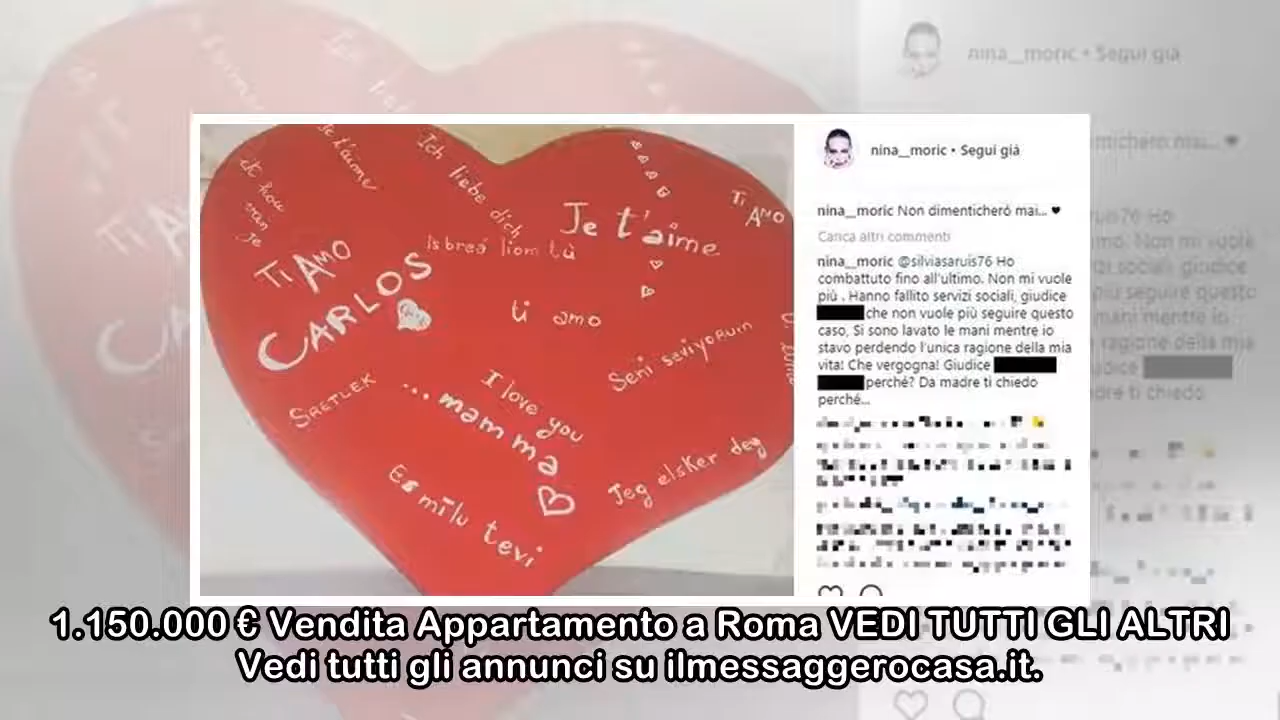 nina__moric • Segui già
nina__moric Non dimenticherò mai... ♥
Carica altri commenti
nina__moric @silviasaruis76 Ho
combattuto fino all'ultimo. Non mi vuole
più . Hanno fallito servizi sociali, giudice
che non vuole più seguire questo
caso, Si sono lavato le mani mentre io
stavo perdendo l'unica ragione della mia
vita! Che vergogna! Giudice
perché? Da madre ti chiedo
perché...
Ik hou
van je
Je t'aime
Ich liebe dich
Is breá liom tú
Je t'aime
TI AMO
TI AMO
CARLOS
ti amo
Seni seviyorum
SRETLEK
I love you
... mamma
Es mīlu tevi
Jeg elsker deg
1.150.000 € Vendita Appartamento a Roma VEDI TUTTI GLI ALTRI
Vedi tutti gli annunci su ilmessaggerocasa.it.